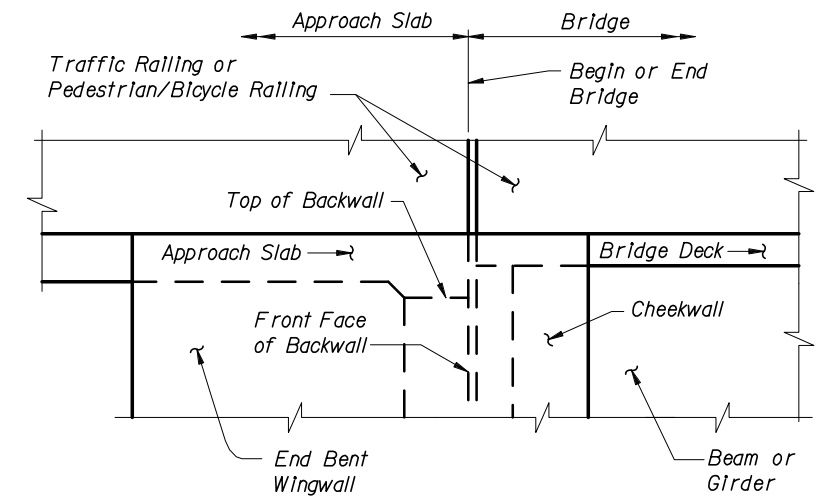 Approach Slab
Bridge
Traffic Railing or
Pedestrian/Bicycle Railing
Begin or End
Bridge
Top of Backwall
Approach Slab
Bridge Deck
Front Face
of Backwall
Cheekwall
End Bent
Wingwall
Beam or
Girder